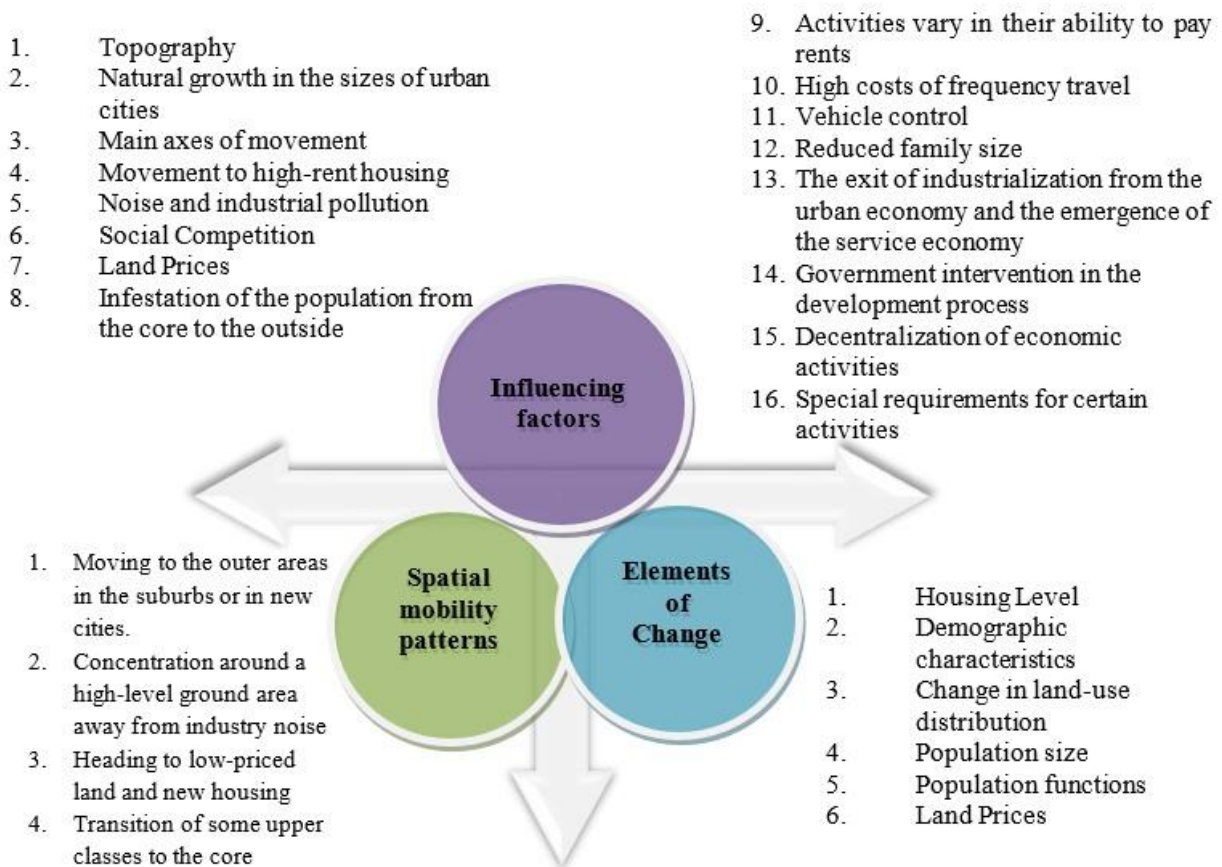 1. Topography
2. Natural growth in the sizes of urban
cities
3. Main axes of movement
4. Movement to high-rent housing
5. Noise and industrial pollution
6. Social Competition
7. Land Prices
8. Infestation of the population from
the core to the outside
9. Activities vary in their ability to pay
rents
10. High costs of frequency travel
11. Vehicle control
12. Reduced family size
13. The exit of industrialization from the
urban economy and the emergence of
the service economy
14. Government intervention in the
development process
15. Decentralization of economic
activities
16. Special requirements for certain
activities
Influencing
factors
Spatial
mobility
patterns
Elements
of
Change
1. Moving to the outer areas
in the suburbs or in new
cities.
2. Concentration around a
high-level ground area
away from industry noise
3. Heading to low-priced
land and new housing
4. Transition of some upper
classes to the core
1. Housing Level
2. Demographic
characteristics
3. Change in land-use
distribution
4. Population size
5. Population functions
6. Land Prices